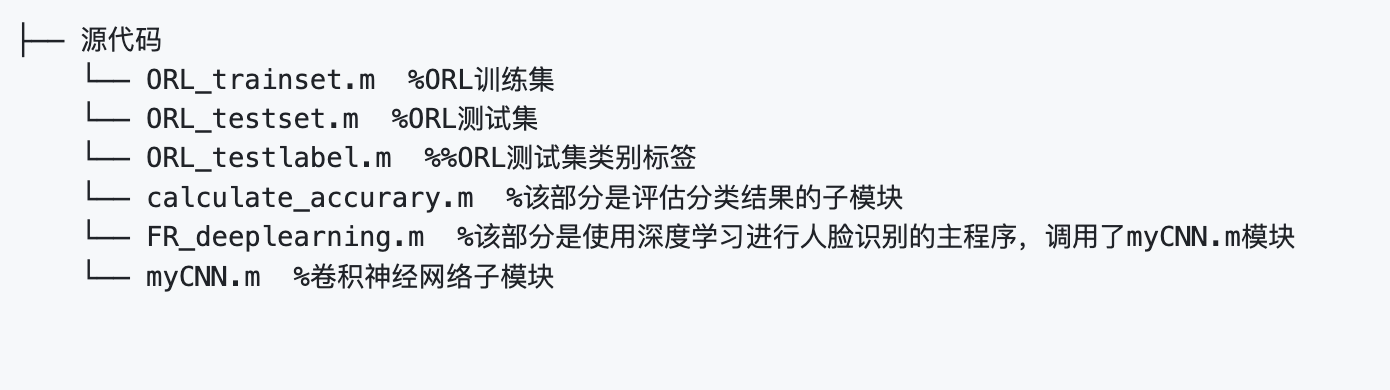 ├── 源代码
    └── ORL_trainset.m  %ORL训练集
    └── ORL_testset.m  %ORL测试集
    └── ORL_testlabel.m  %%ORL测试集类别标签
    └── calculate_accurary.m  %该部分是评估分类结果的子模块
    └── FR_deeplearning.m  %该部分是使用深度学习进行人脸识别的主程序，调用了myCNN.m模块
    └── myCNN.m  %卷积神经网络子模块